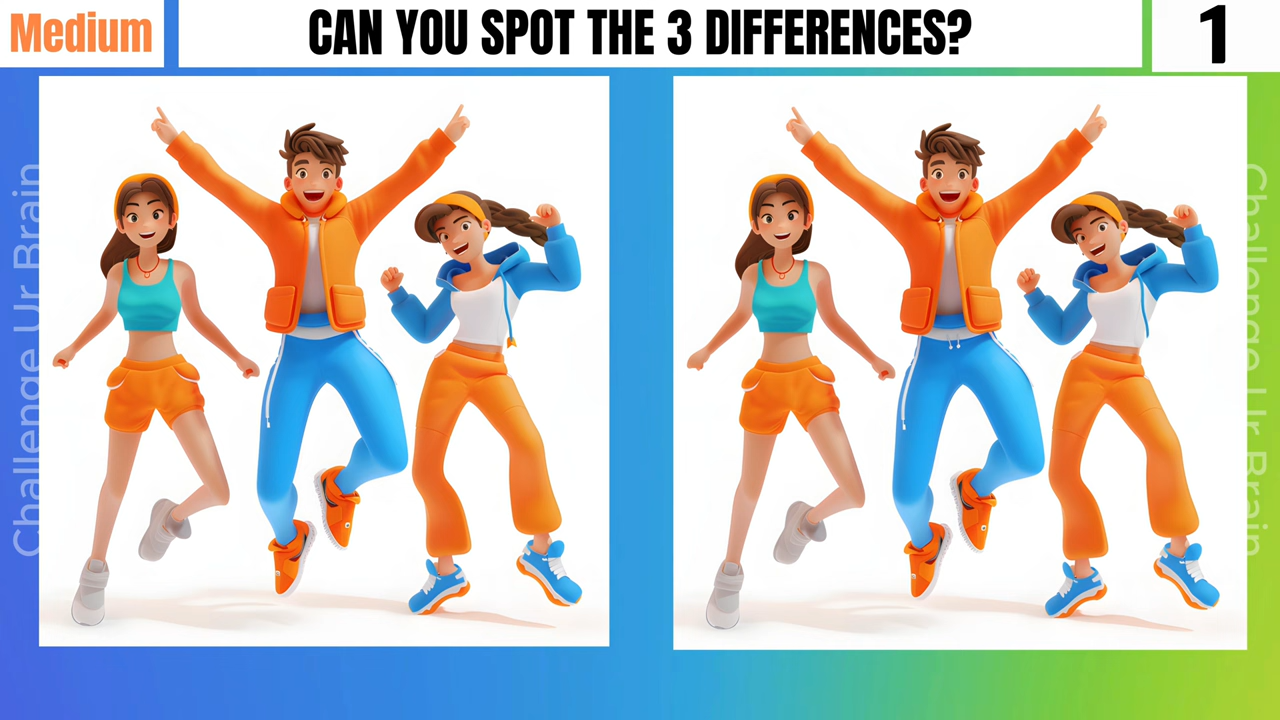 Medium
CAN YOU SPOT THE 3 DIFFERENCES?
1
Challenge Ur Brain
Challenge Ur Brain